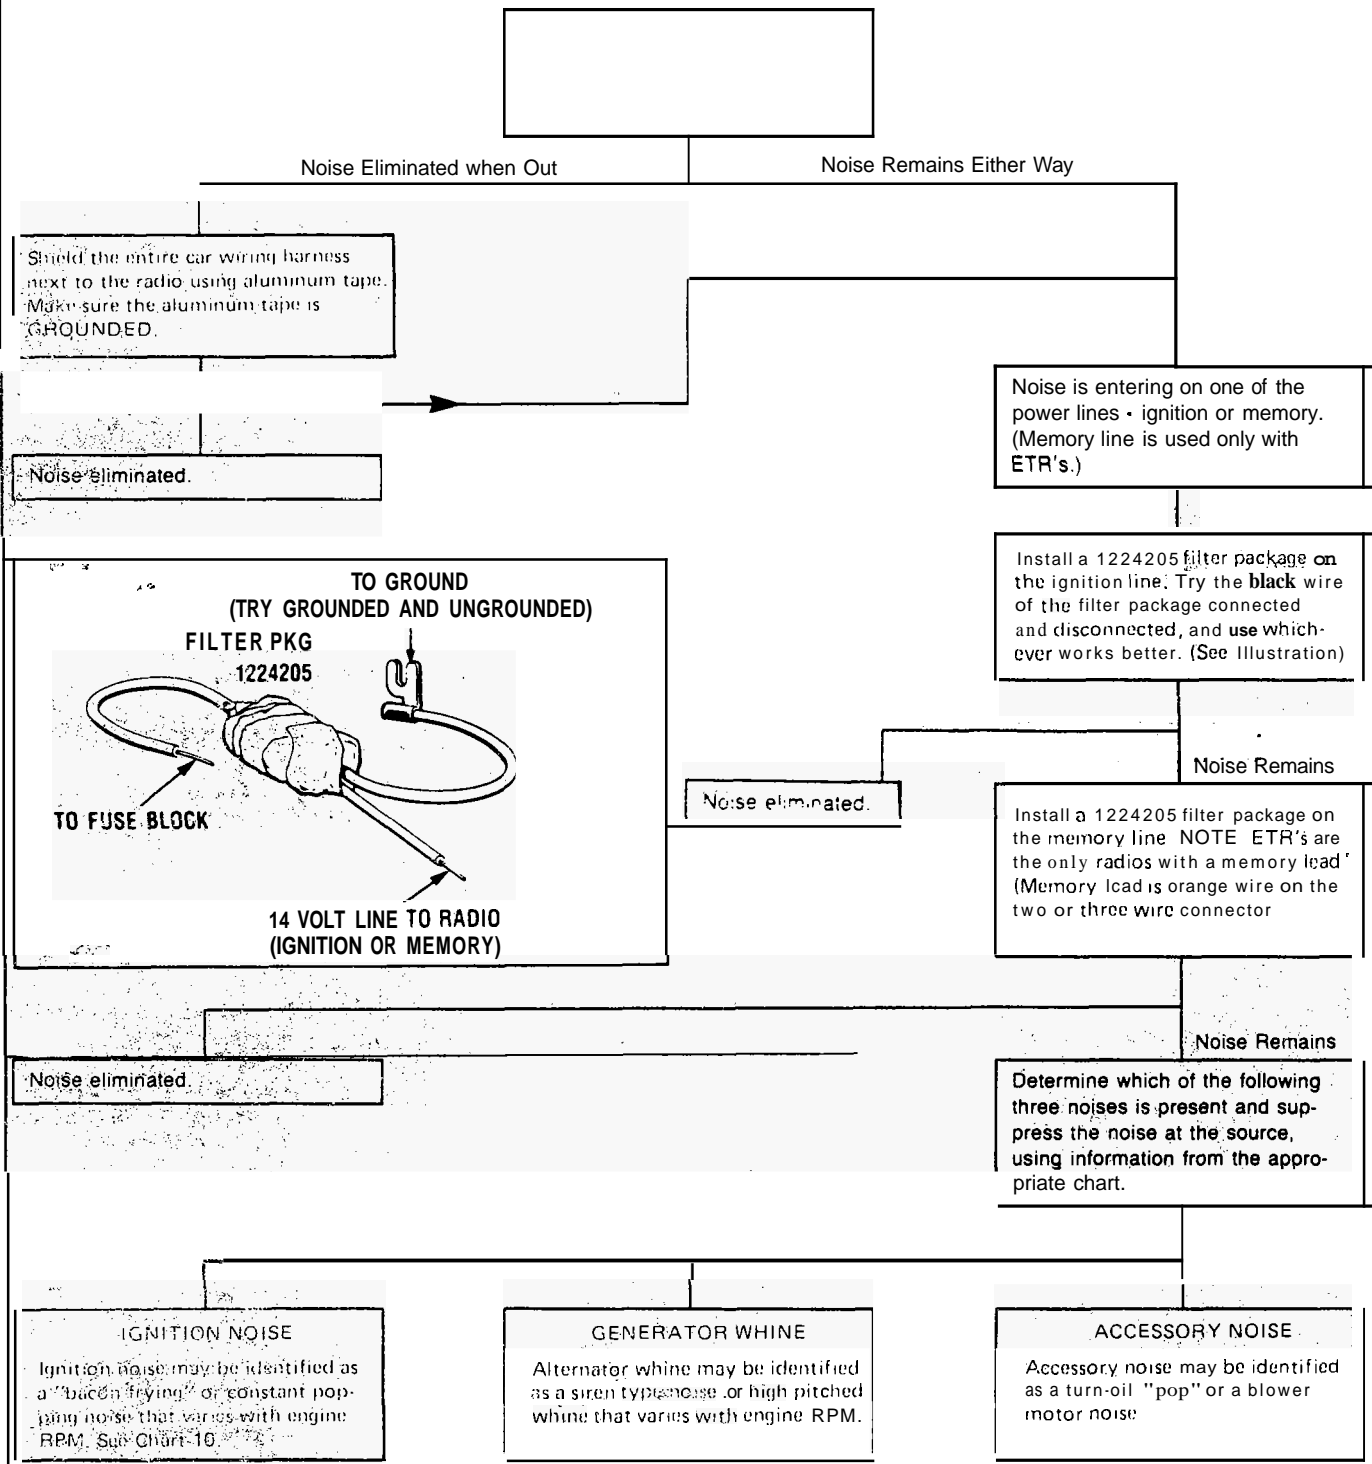 Noise Eliminated when Out
Noise Remains Either Way
Shield the entire car wiring harness
next to the radio using aluminum tape.
Make sure the aluminum tape is
GROUNDED.
Noise eliminated.
Noise is entering on one of the
power lines - ignition or memory.
(Memory line is used only with
ETR's.)
Install a 1224205 filter package on
the ignition line. Try the black wire
of the filter package connected
and disconnected, and use which-
ever works better. (See Illustration)
TO GROUND
(TRY GROUNDED AND UNGROUNDED)
FILTER PKG
1224205
TO FUSE BLOCK
14 VOLT LINE TO RADIO
(IGNITION OR MEMORY)
Noise eliminated.
Noise Remains
Install a 1224205 filter package on
the memory line NOTE ETR's are
the only radios with a memory lead
(Memory lead is orange wire on the
two or three wire connector
Noise Remains
Noise eliminated.
Determine which of the following
three noises is present and sup-
press the noise at the source,
using information from the appro-
priate chart.
IGNITION NOISE
Ignition noise may be identified as
a "bacon frying" or constant pop-
ping noise that varies with engine
RPM. See Chart 10.
GENERATOR WHINE
Alternator whine may be identified
as a siren type noise or high pitched
whine that varies with engine RPM.
ACCESSORY NOISE
Accessory noise may be identified
as a turn-oil "pop" or a blower
motor noise